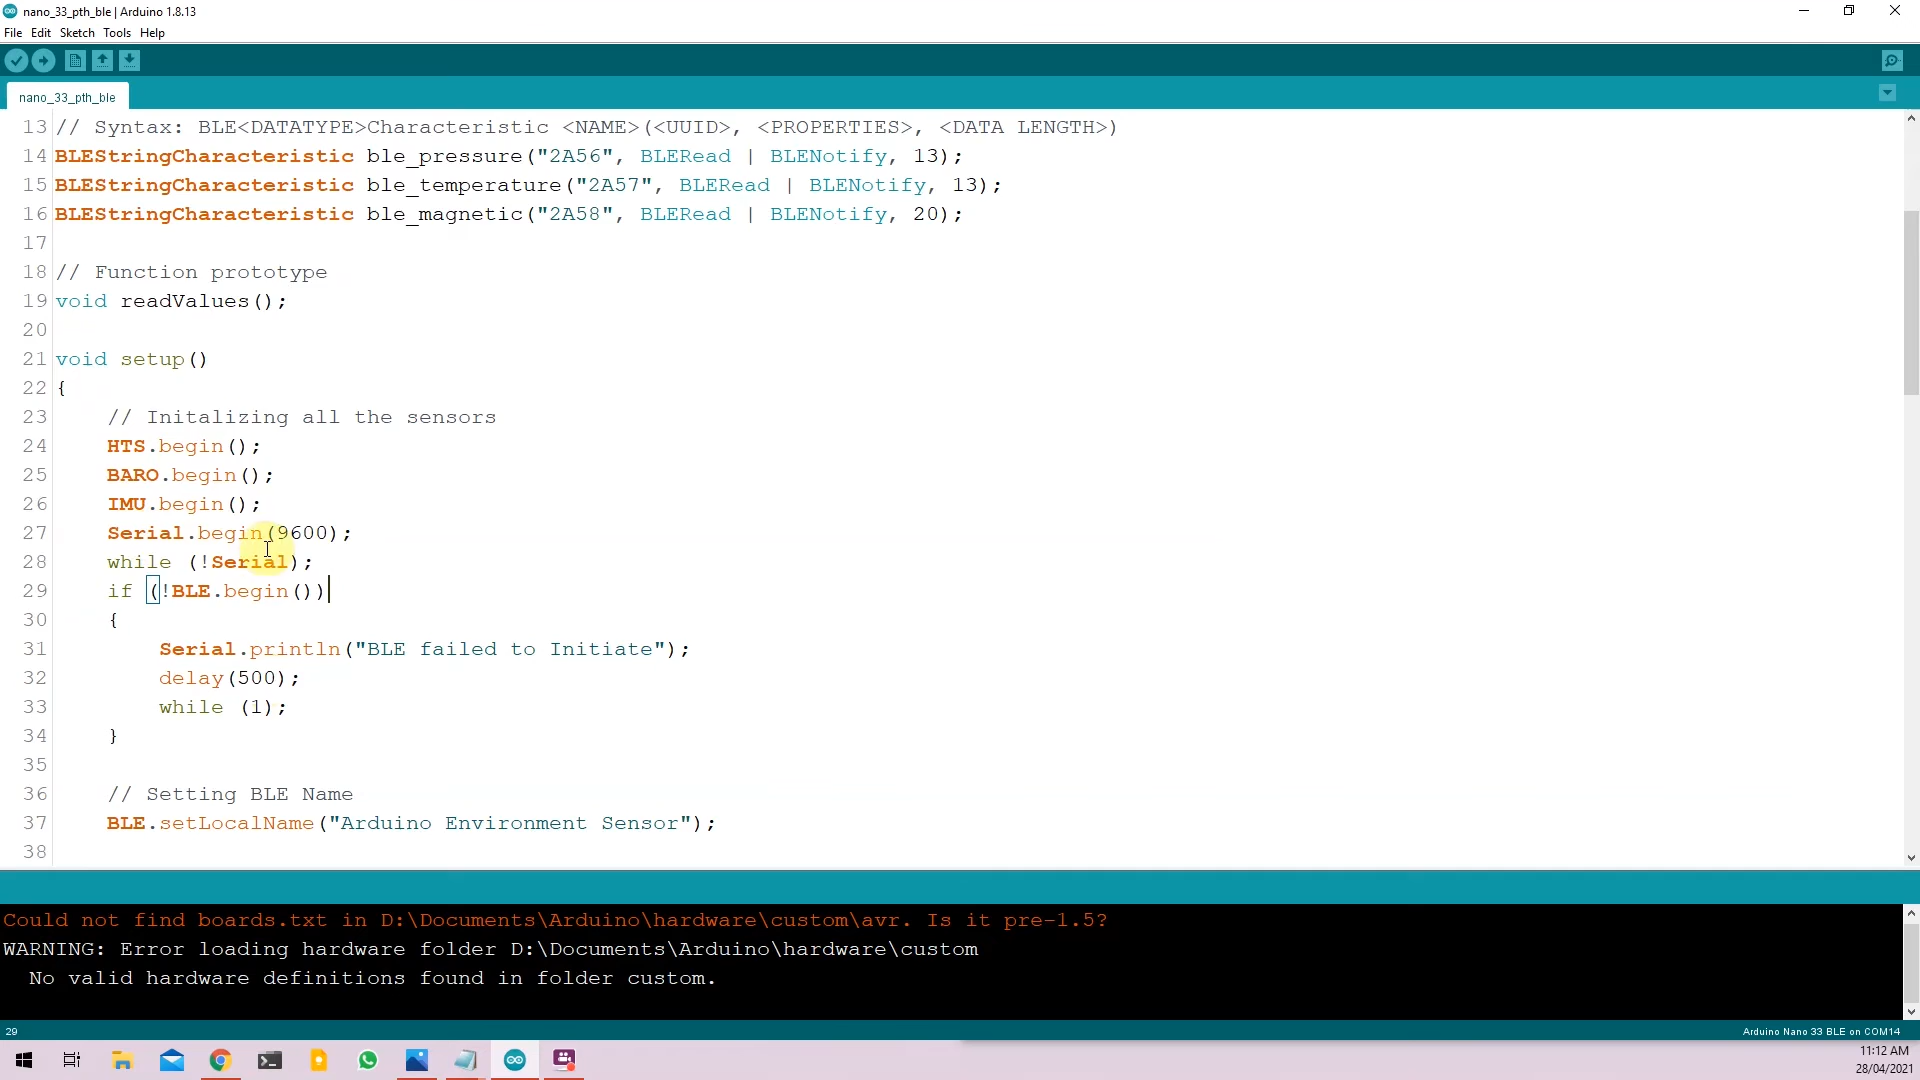 nano_33_pth_ble | Arduino 1.8.13
File Edit Sketch Tools Help
nano_33_pth_ble
13 // Syntax: BLE<DATATYPE>Characteristic <NAME>(<UUID>, <PROPERTIES>, <DATA LENGTH>)
14 BLEStringCharacteristic ble_pressure("2A56", BLERead | BLENotify, 13);
15 BLEStringCharacteristic ble_temperature("2A57", BLERead | BLENotify, 13);
16 BLEStringCharacteristic ble_magnetic("2A58", BLERead | BLENotify, 20);
17
18 // Function prototype
19 void readValues();
20
21 void setup()
22 {
23 // Initalizing all the sensors
24 HTS.begin();
25 BARO.begin();
26 IMU.begin();
27 Serial.begin(9600);
28 while (!Serial);
29 if (!BLE.begin())
30 {
31 Serial.println("BLE failed to Initiate");
32 delay(500);
33 while (1);
34 }
35
36 // Setting BLE Name
37 BLE.setLocalName("Arduino Environment Sensor");
38
Could not find boards.txt in D:\Documents\Arduino\hardware\custom\avr. Is it pre-1.5?
WARNING: Error loading hardware folder D:\Documents\Arduino\hardware\custom
No valid hardware definitions found in folder custom.
29
Arduino Nano 33 BLE on COM14
11:12 AM
28/04/2021